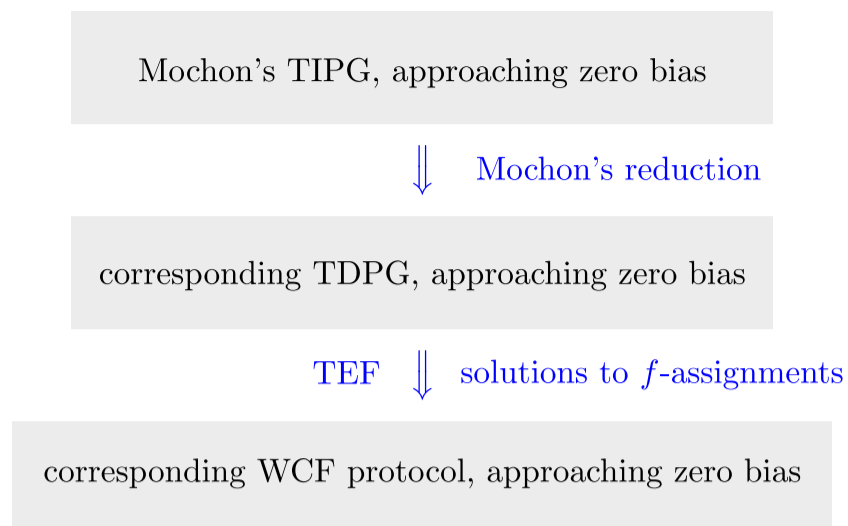 Mochon's TIPG, approaching zero bias
⇓ Mochon's reduction
corresponding TDPG, approaching zero bias
TEF ⇓ solutions to f-assignments
corresponding WCF protocol, approaching zero bias